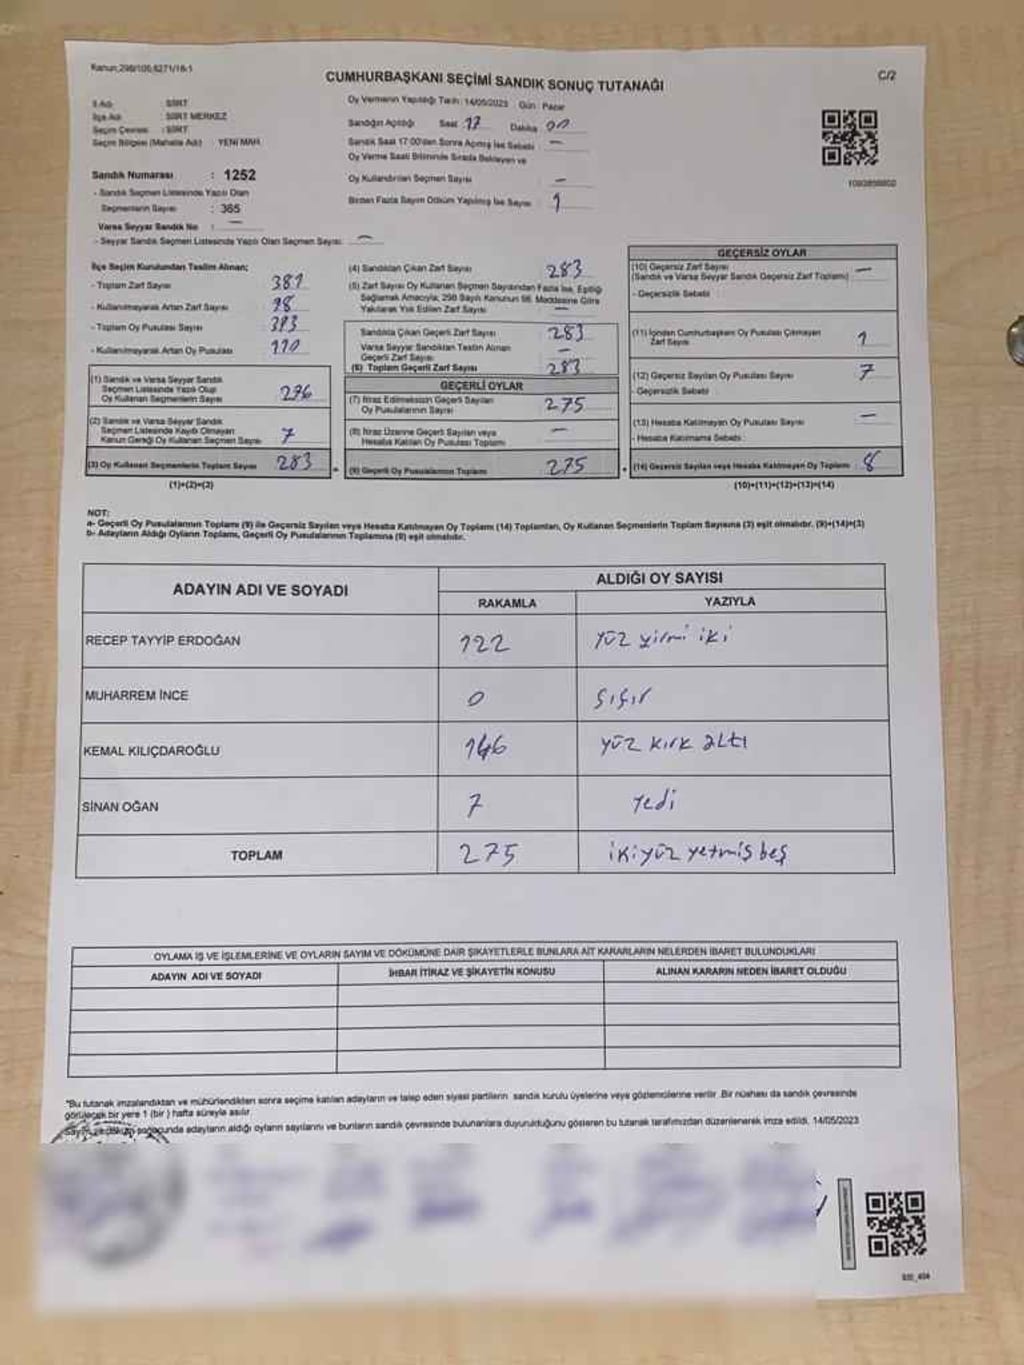 Kanun:298/105,6271/16-1
CUMHURBAŞKANI SEÇİMİ SANDIK SONUÇ TUTANAĞI
C/2
İl Adı : SİİRT
İlçe Adı : SİİRT MERKEZ
Seçim Çevresi : SİİRT
Seçim Bölgesi (Mahalle Adı) : YENİ MAH.
Sandık Numarası : 1252
- Sandık Seçmen Listesinde Yazılı Olan
Seçmenlerin Sayısı : 365
Varsa Seyyar Sandık No : —
- Seyyar Sandık Seçmen Listesinde Yazılı Olan Seçmen Sayısı: —
Oy Vermenin Yapıldığı Tarih: 14/05/2023 Gün: Pazar
Sandığın Açıldığı Saat 17 Dakika 00
Sandık Saat 17:00'den Sonra Açılmış İse Sebebi : —
Oy Verme Saati Bitiminde Sırada Bekleyen ve
Oy Kullandırılan Seçmen Sayısı : —
Birden Fazla Sayım Döküm Yapılmış İse Sayısı : 1
İlçe Seçim Kurulundan Teslim Alınan;
- Toplam Zarf Sayısı : 381
- Kullanılmayarak Artan Zarf Sayısı : 98
- Toplam Oy Pusulası Sayısı : 393
- Kullanılmayarak Artan Oy Pusulası : 110
(1) Sandık ve Varsa Seyyar Sandık
Seçmen Listesinde Yazılı Olup
Oy Kullanan Seçmenlerin Sayısı : 276
(2) Sandık ve Varsa Seyyar Sandık
Seçmen Listesinde Kayıtlı Olmayan
Kanun Gereği Oy Kullanan Seçmen Sayısı : 7
(3) Oy Kullanan Seçmenlerin Toplam Sayısı : 283
(1)+(2)=(3)
(4) Sandıktan Çıkan Zarf Sayısı : 283
(5) Zarf Sayısı Oy Kullanan Seçmen Sayısından Fazla İse, Eşitliği
Sağlamak Amacıyla, 298 Sayılı Kanunun 98. Maddesine Göre
Yakılarak Yok Edilen Zarf Sayısı : —
Sandıkta Çıkan Geçerli Zarf Sayısı : 283
Varsa Seyyar Sandıktan Teslim Alınan
Geçerli Zarf Sayısı : —
(6) Toplam Geçerli Zarf Sayısı : 283
GEÇERLİ OYLAR
(7) İtiraz Edilmeksizin Geçerli Sayılan
Oy Pusulalarının Sayısı : 275
(8) İtiraz Üzerine Geçerli Sayılan veya
Hesaba Katılan Oy Pusulası Toplamı : —
(9) Geçerli Oy Pusulalarının Toplamı : 275
GEÇERSİZ OYLAR
(10) Geçersiz Zarf Sayısı
(Sandık ve Varsa Seyyar Sandık Geçersiz Zarf Toplamı) : —
- Geçersizlik Sebebi :
(11) İçinden Cumhurbaşkanı Oy Pusulası Çıkmayan
Zarf Sayısı : 1
(12) Geçersiz Sayılan Oy Pusulası Sayısı : 7
- Geçersizlik Sebebi :
(13) Hesaba Katılmayan Oy Pusulası Sayısı : —
- Hesaba Katılmama Sebebi :
(14) Geçersiz Sayılan veya Hesaba Katılmayan Oy Toplamı : 8
(10)+(11)+(12)+(13)=(14)
NOT:
a- Geçerli Oy Pusulalarının Toplamı (9) ile Geçersiz Sayılan veya Hesaba Katılmayan Oy Toplamı (14) Toplamları, Oy Kullanan Seçmenlerin Toplam Sayısına (3) eşit olmalıdır. (9)+(14)=(3)
b- Adayların Aldığı Oyların Toplamı, Geçerli Oy Pusulalarının Toplamına (9) eşit olmalıdır.
ADAYIN ADI VE SOYADI
ALDIĞI OY SAYISI
RAKAMLA YAZIYLA
RECEP TAYYİP ERDOĞAN 122 yüz yirmi iki
MUHARREM İNCE 0 sıfır
KEMAL KILIÇDAROĞLU 146 yüz kırk altı
SİNAN OĞAN 7 yedi
TOPLAM 275 ikiyüz yetmiş beş
OYLAMA İŞ VE İŞLEMLERİNE VE OYLARIN SAYIM VE DÖKÜMÜNE DAİR ŞİKAYETLERLE BUNLARA AİT KARARLARIN NELERDEN İBARET BULUNDUKLARI
ADAYIN ADI VE SOYADI İHBAR İTİRAZ VE ŞİKAYETİN KONUSU ALINAN KARARIN NEDEN İBARET OLDUĞU
"Bu tutanak imzalandıktan ve mühürlendikten sonra seçime katılan adayların ve talep eden siyasi partilerin sandık kurulu üyelerine veya gözlemcilerine verilir. Bir nüshası da sandık çevresinde
görülecek bir yere 1 (bir ) hafta süreyle asılır.
adayların aldığı oyların sayılarını ve bunların sandık çevresinde bulunanlara duyurulduğunu gösteren bu tutanak tarafımızdan düzenlenerek imza edildi. 14/05/2023